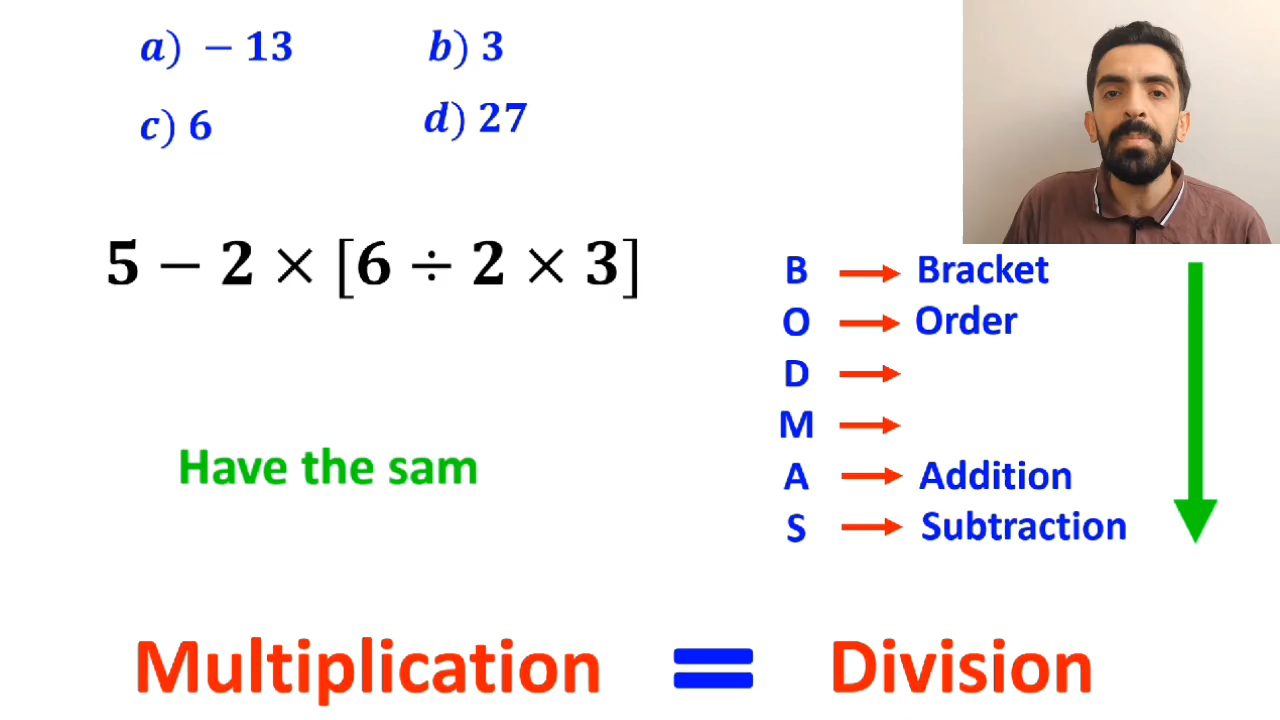 a) − 13 b) 3
c) 6 d) 27
5 − 2 × [6 ÷ 2 × 3]
B Bracket
O Order
D
M
A Addition
S Subtraction
Have the sam
Multiplication = Division